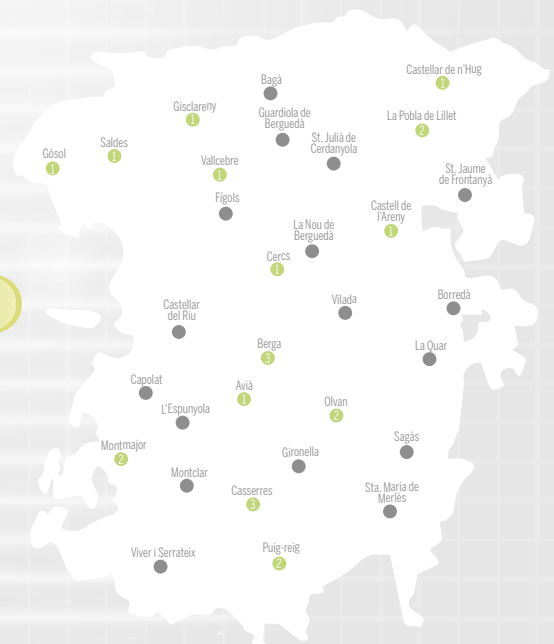 Castellar de n'Hug
1
Bagà
Gisclareny
1
Guardiola de
Berguedà
La Pobla de Lillet
2
St. Julià de
Cerdanyola
Saldes
1
Gósol
1
Vallcebre
1
St. Jaume
de Frontanyà
Fígols
Castell de
l'Areny
1
La Nou de
Berguedà
Cercs
1
Vilada
Borredà
Castellar
del Riu
Berga
3
La Quar
Capolat
Avià
1
L'Espunyola
Olvan
2
Sagàs
Montmajor
2
Gironella
Montclar
Casserres
3
Sta. Maria de
Merlès
Viver i Serrateix
Puig-reig
2